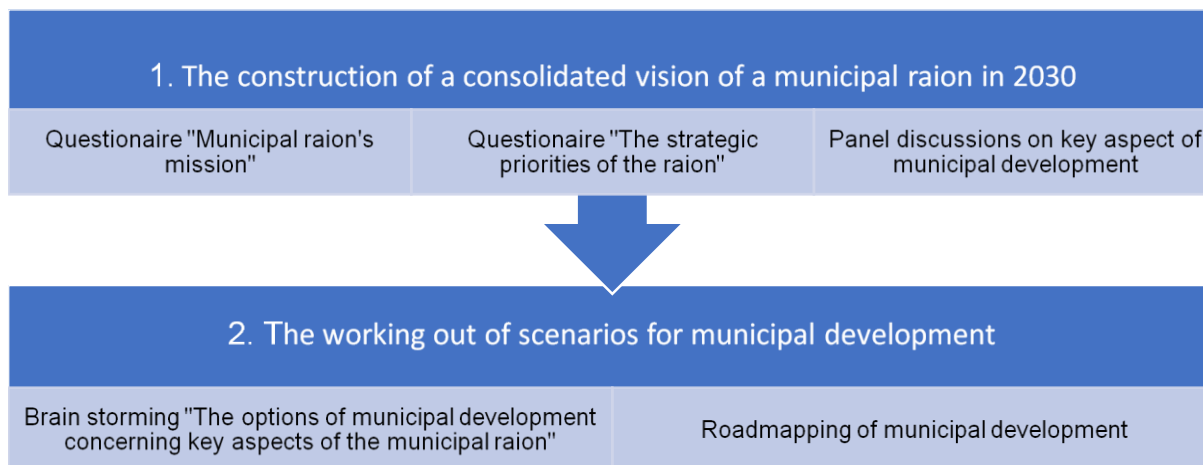 1. The construction of a consolidated vision of a municipal raion in 2030
Questionaire "Municipal raion's
mission"
Questionaire "The strategic
priorities of the raion"
Panel discussions on key aspect of
municipal development
2. The working out of scenarios for municipal development
Brain storming "The options of municipal development
concerning key aspects of the municipal raion"
Roadmapping of municipal development